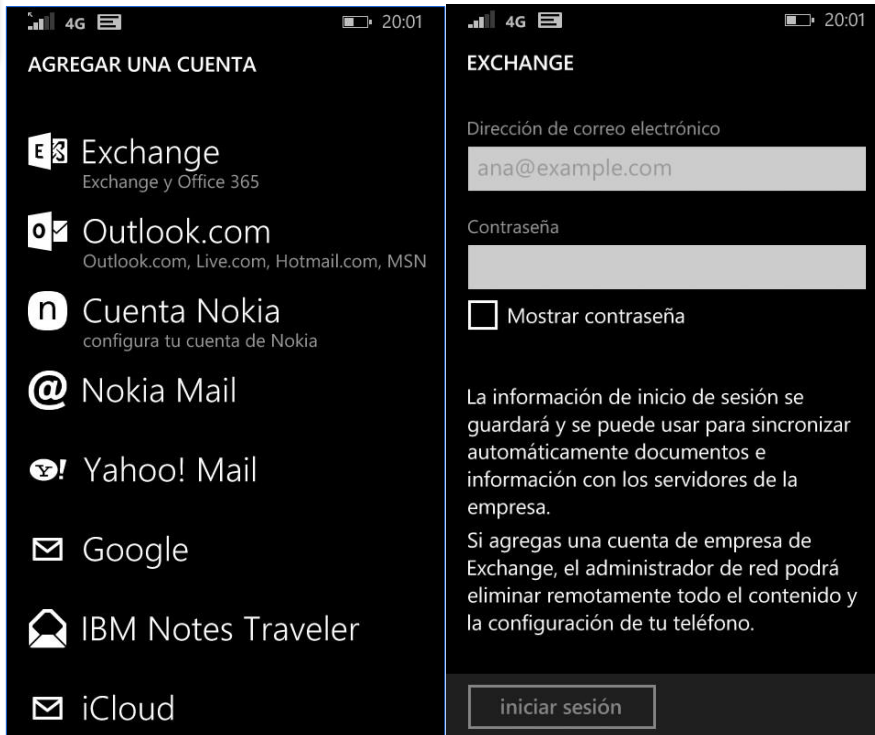 4G 20:01
AGREGAR UNA CUENTA
E Exchange
Exchange y Office 365
o Outlook.com
Outlook.com, Live.com, Hotmail.com, MSN
n Cuenta Nokia
configura tu cuenta de Nokia
@ Nokia Mail
Y! Yahoo! Mail
Google
IBM Notes Traveler
iCloud
4G 20:01
EXCHANGE
Dirección de correo electrónico
ana@example.com
Contraseña
Mostrar contraseña
La información de inicio de sesión se
guardará y se puede usar para sincronizar
automáticamente documentos e
información con los servidores de la
empresa.
Si agregas una cuenta de empresa de
Exchange, el administrador de red podrá
eliminar remotamente todo el contenido y
la configuración de tu teléfono.
iniciar sesión